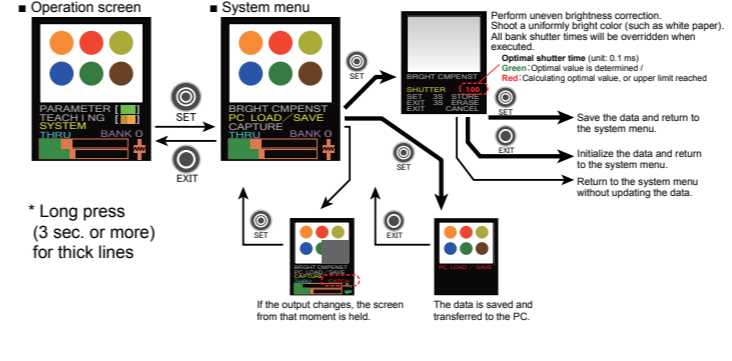 ■ Operation screen
PARAMETER [ ]
TEACHING [ ]
SYSTEM
THRU BANK 0
SET
EXIT
* Long press
(3 sec. or more)
for thick lines
■ System menu
BRGHT CMPENST
PC LOAD／SAVE
CAPTURE
THRU BANK 0
SET
SET
BRGHT CMPENST
SHUTTER [ 100
SET 3S STORE
EXIT 3S ERASE
EXIT CANCEL
Perform uneven brightness correction.
Shoot a uniformly bright color (such as white paper).
All bank shutter times will be overridden when
executed.
Optimal shutter time (unit: 0.1 ms)
Green: Optimal value is determined /
Red: Calculating optimal value, or upper limit reached
SET
Save the data and return to
the system menu.
EXIT
Initialize the data and return
to the system menu.
Return to the system menu
without updating the data.
SET
BRGHT CMPENST
PC LOAD／SAVE
CAPTURE
THRU CATCH
If the output changes, the screen
from that moment is held.
EXIT
PC LOAD ／ SAVE
The data is saved and
transferred to the PC.